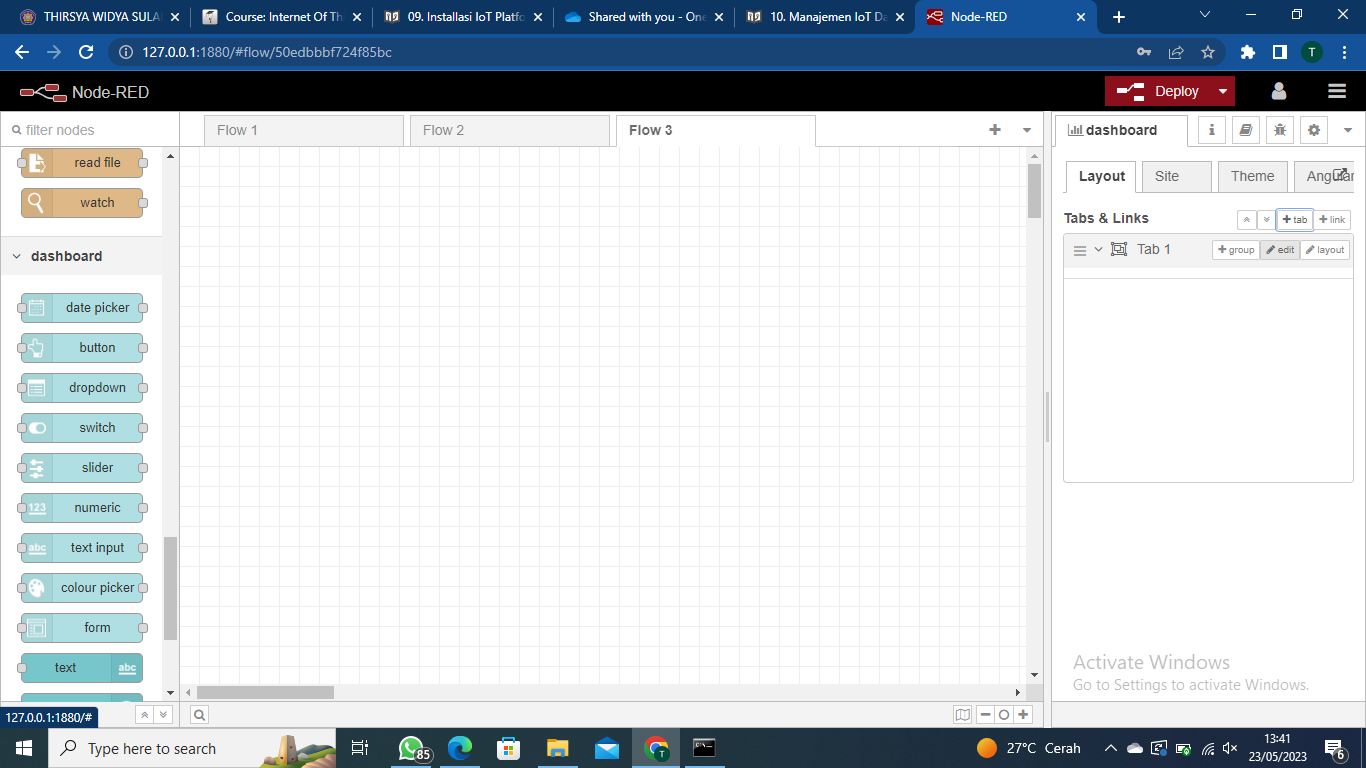 THIRSYA WIDYA SULA
Course: Internet Of Th
09. Installasi IoT Platfo
Shared with you - One
10. Manajemen IoT Da
Node-RED
127.0.0.1:1880/#flow/50edbbbf724f85bc
T
Node-RED
Deploy
filter nodes
Flow 1
Flow 2
Flow 3
dashboard
read file
watch
dashboard
date picker
button
dropdown
switch
slider
123
numeric
abc
text input
colour picker
form
text
abc
Layout
Site
Theme
Angular
Tabs & Links
tab
link
Tab 1
group
edit
layout
Activate Windows
Go to Settings to activate Windows.
127.0.0.1:1880/#
Type here to search
85
T
27°C Cerah
13:41
23/05/2023
6